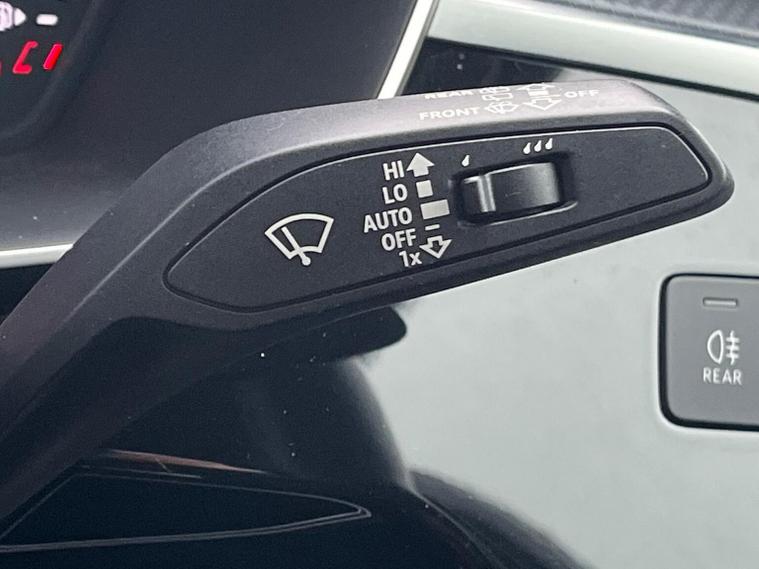 REAR
FRONT OFF
HI
LO
AUTO
OFF
1x
REAR